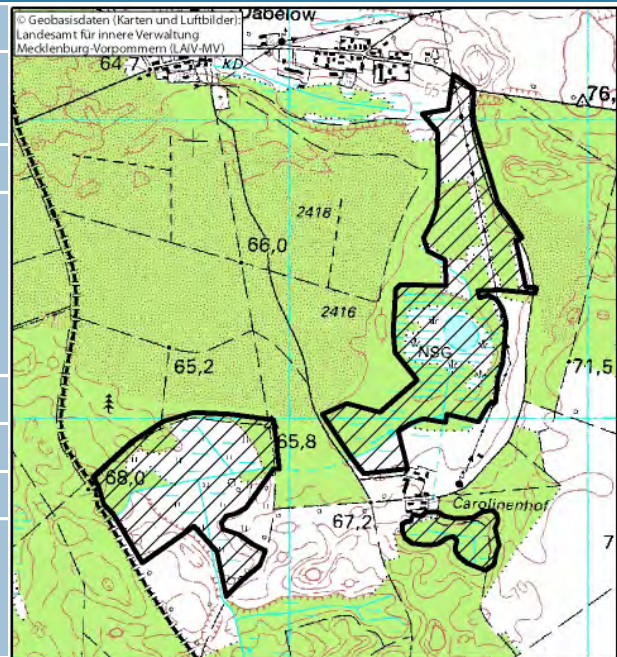 © Geobasisdaten (Karten und Luftbilder):
Landesamt für innere Verwaltung
Mecklenburg-Vorpommern (LAiV-MV)
Dabelow
64,7
KD
55
76,
2418
66,0
2416
NSG
65,2
71,5
65,8
68,0
Carolinenhof
67,2
7